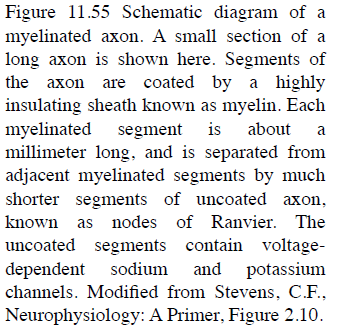 Figure 11.55 Schematic diagram of a
myelinated axon. A small section of a
long axon is shown here. Segments of
the axon are coated by a highly
insulating sheath known as myelin. Each
myelinated segment is about a
millimeter long, and is separated from
adjacent myelinated segments by much
shorter segments of uncoated axon,
known as nodes of Ranvier. The
uncoated segments contain voltage-
dependent sodium and potassium
channels. Modified from Stevens, C.F.,
Neurophysiology: A Primer, Figure 2.10.